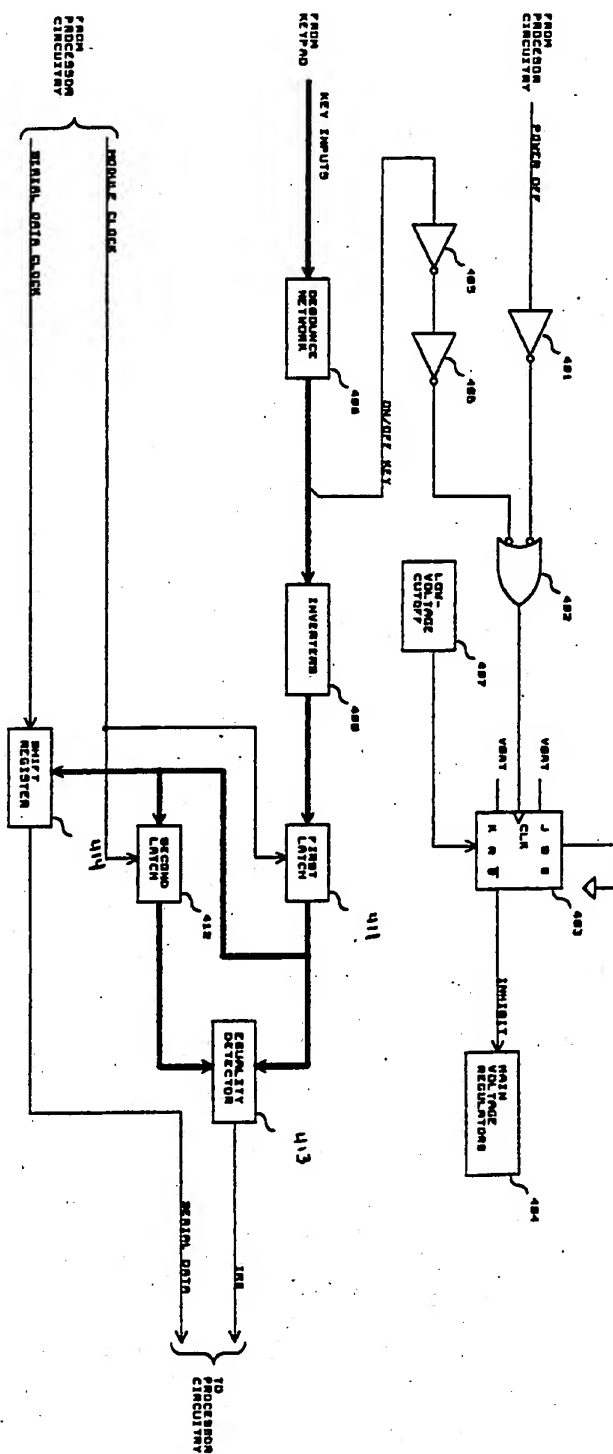 FROM
PROCESSOR
CIRCUITRY
POWER OFF
401
402
VBAT
VBAT
J S Q
CLK
K R Q̅
403
INHIBIT
MAIN
VOLTAGE
REGULATORS
404
405
406
LOW-
VOLTAGE
CUTOFF
407
FROM
KEYPAD
KEY INPUTS
DEBOUNCE
NETWORK
408
ON/OFF KEY
INVERTERS
409
FIRST
LATCH
411
SECOND
LATCH
412
EQUALITY
DETECTOR
413
IRQ
FROM
PROCESSOR
CIRCUITRY
MODULE CLOCK
SERIAL DATA CLOCK
SHIFT
REGISTER
414
SERIAL DATA
TO
PROCESSOR
CIRCUITRY